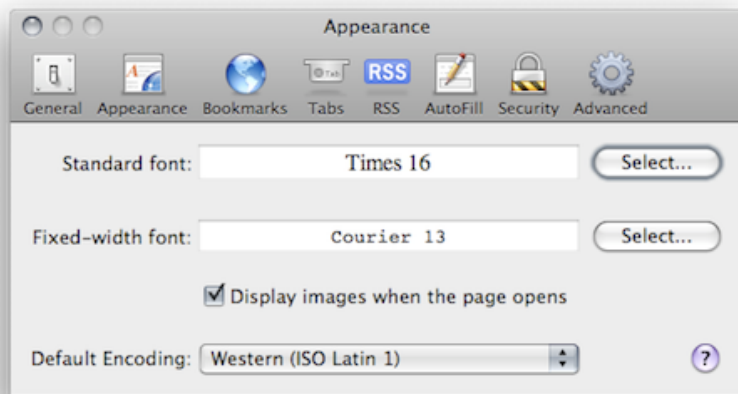 Appearance
Tab
RSS
General Appearance Bookmarks Tabs RSS AutoFill Security Advanced
Standard font: Times 16 Select...
Fixed-width font: Courier 13 Select...
Display images when the page opens
Default Encoding: Western (ISO Latin 1) ?